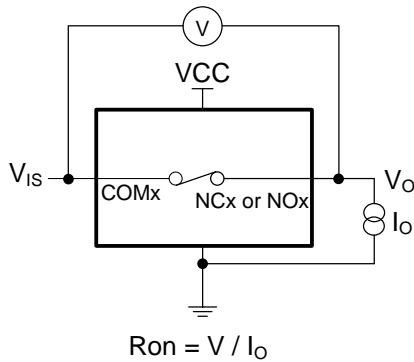 V
VCC
V_IS
COMx
NCx or NOx
V_O
I_O
Ron = V / I_O